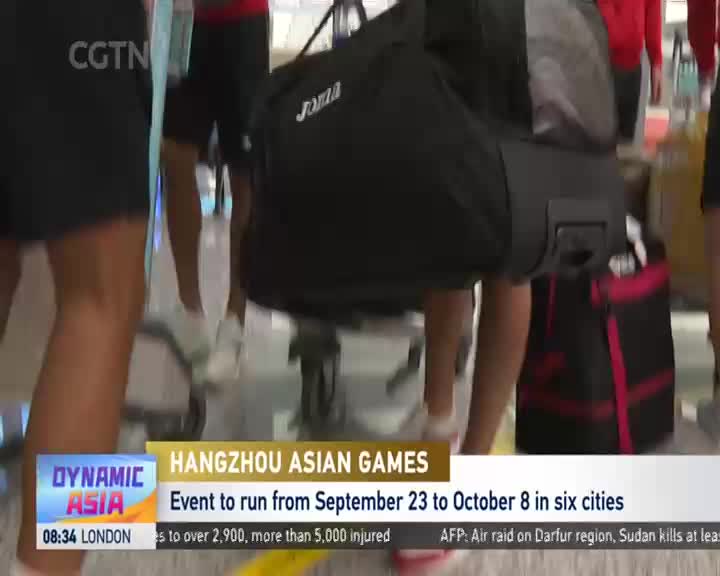 CGTN
Joma
HANGZHOU ASIAN GAMES
DYNAMIC
ASIA
Event to run from September 23 to October 8 in six cities
08:34 LONDON
es to over 2,900, more than 5,000 injured
AFP: Air raid on Darfur region, Sudan kills at leas